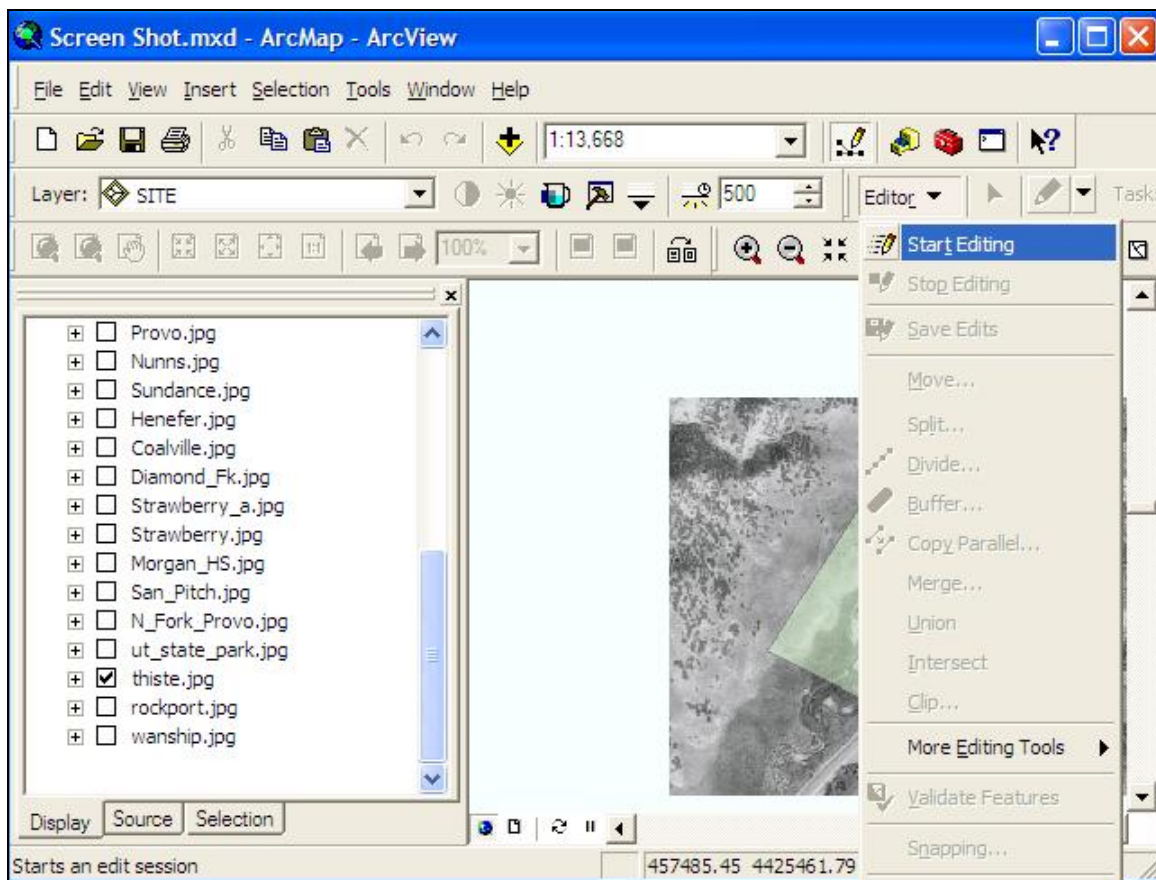 Screen Shot.mxd - ArcMap - ArcView
File Edit View Insert Selection Tools Window Help
1:13,668
Layer: SITE 500 Editor Task:
100%
Start Editing
Stop Editing
Save Edits
Move...
Split...
Divide...
Buffer...
Copy Parallel...
Merge...
Union
Intersect
Clip...
More Editing Tools
Validate Features
Snapping...
Provo.jpg
Nunns.jpg
Sundance.jpg
Henefer.jpg
Coalville.jpg
Diamond_Fk.jpg
Strawberry_a.jpg
Strawberry.jpg
Morgan_HS.jpg
San_Pitch.jpg
N_Fork_Provo.jpg
ut_state_park.jpg
thiste.jpg
rockport.jpg
wanship.jpg
Display Source Selection
Starts an edit session 457485.45 4425461.79